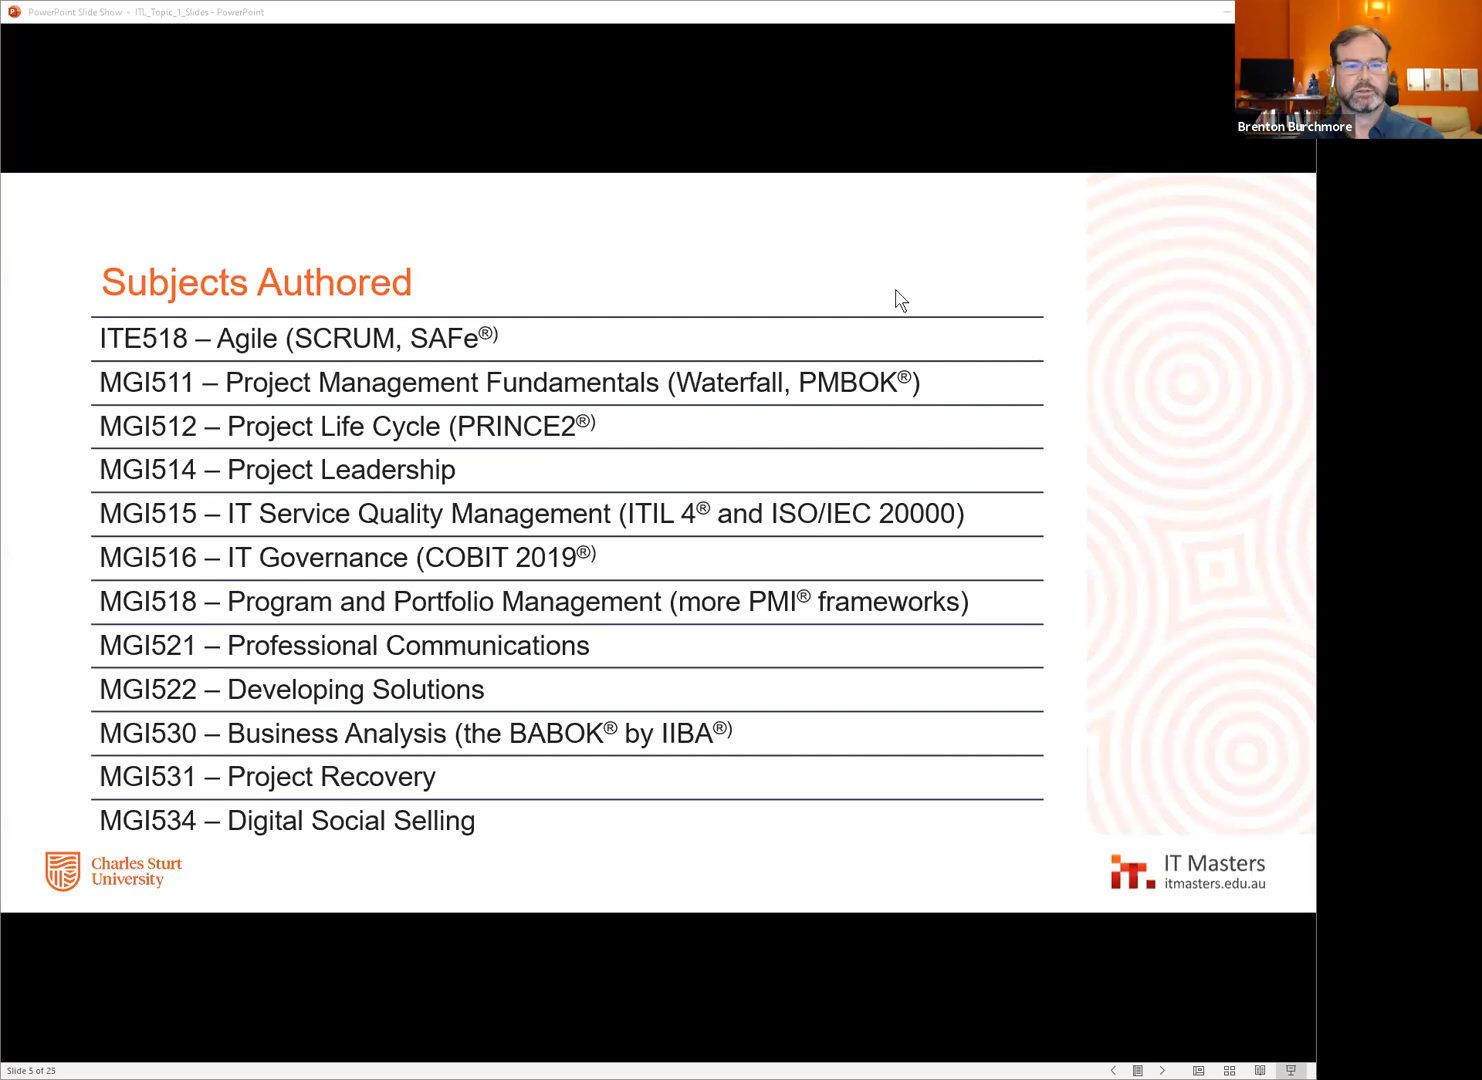 PowerPoint Slide Show - ITL_Topic_1_Slides - PowerPoint
Brenton Burchmore
Subjects Authored
ITE518 – Agile (SCRUM, SAFe®)
MGI511 – Project Management Fundamentals (Waterfall, PMBOK®)
MGI512 – Project Life Cycle (PRINCE2®)
MGI514 – Project Leadership
MGI515 – IT Service Quality Management (ITIL 4® and ISO/IEC 20000)
MGI516 – IT Governance (COBIT 2019®)
MGI518 – Program and Portfolio Management (more PMI® frameworks)
MGI521 – Professional Communications
MGI522 – Developing Solutions
MGI530 – Business Analysis (the BABOK® by IIBA®)
MGI531 – Project Recovery
MGI534 – Digital Social Selling
Charles Sturt
University
it.
IT Masters
itmasters.edu.au
Slide 5 of 25